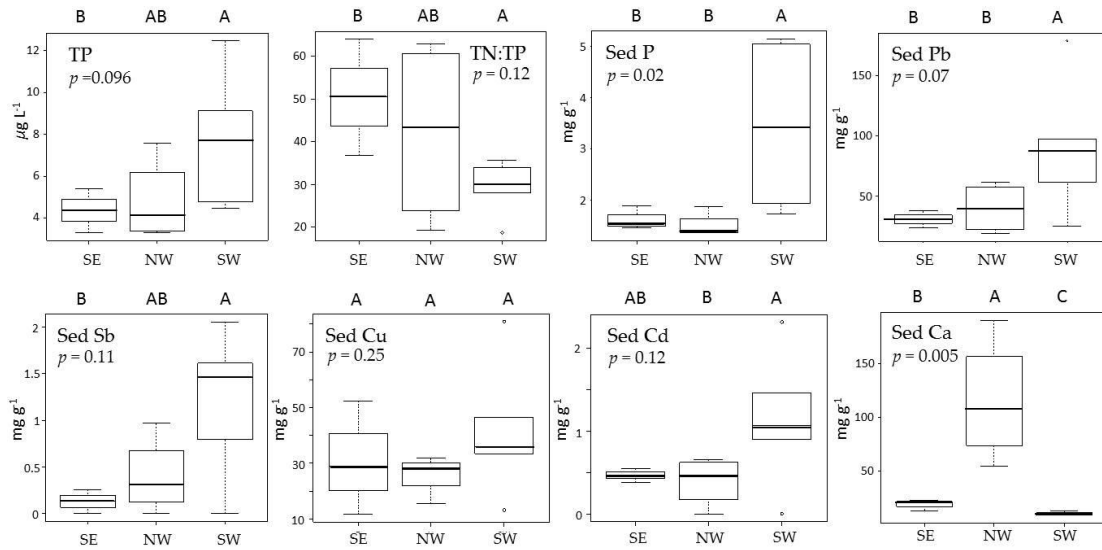 B AB A
TP
p =0.096
µg L-1
12
10
8
6
4
SE NW SW
B AB A
TN:TP
p = 0.12
60
50
40
30
20
SE NW SW
B B A
Sed P
p = 0.02
mg g-1
5
4
3
2
SE NW SW
B B A
Sed Pb
p = 0.07
mg g-1
150
100
50
SE NW SW
B AB A
Sed Sb
p = 0.11
mg g-1
2
1.5
1
0.5
0
SE NW SW
A A A
Sed Cu
p = 0.25
mg g-1
70
50
30
10
SE NW SW
AB B A
Sed Cd
p = 0.12
mg g-1
2
1
0
SE NW SW
B A C
Sed Ca
p = 0.005
mg g-1
150
100
50
SE NW SW